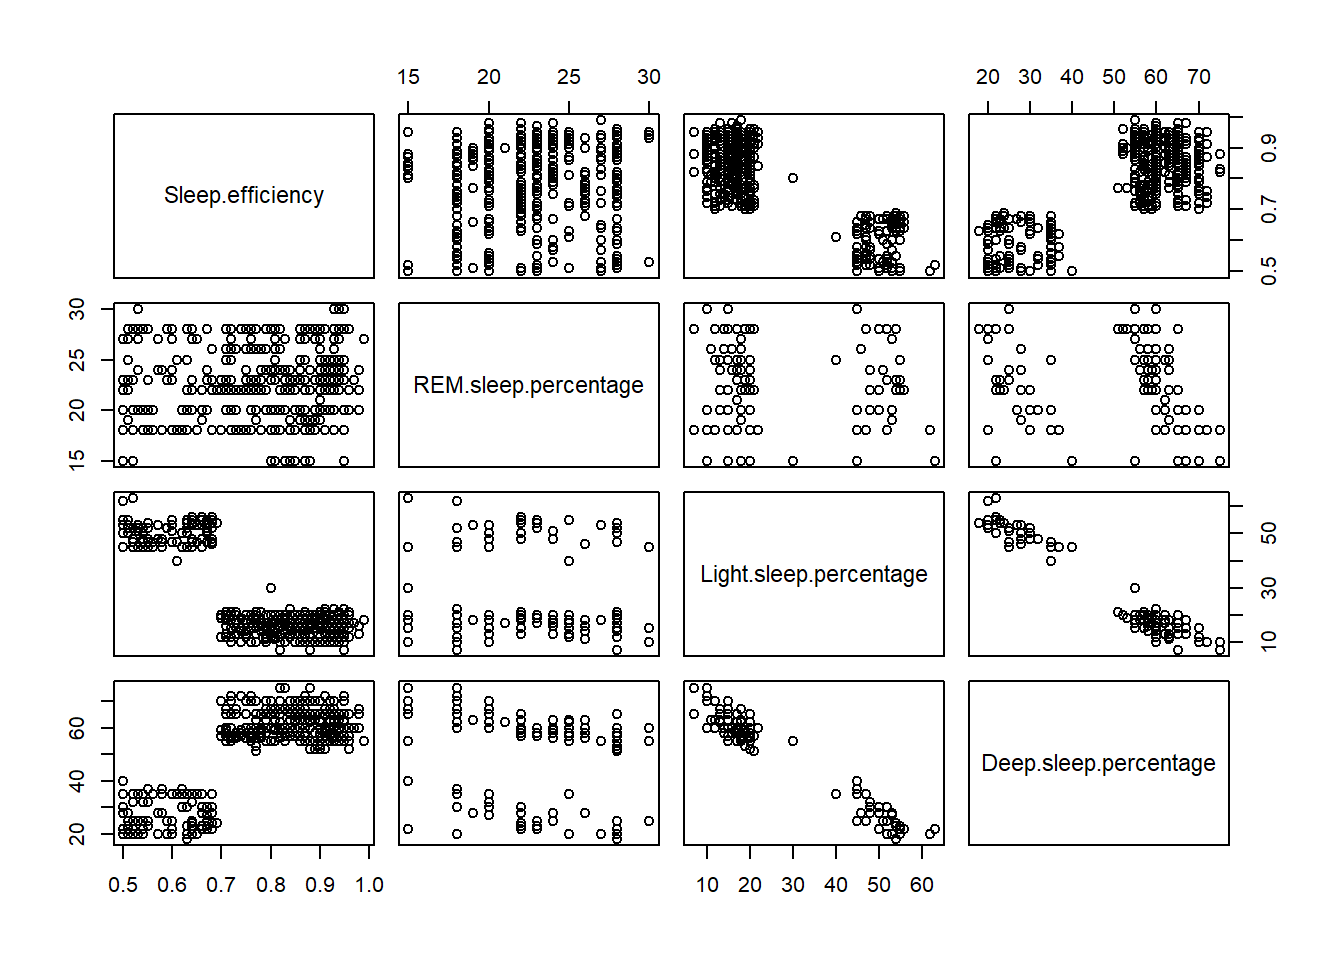 15 20 25 30
20 30 40 50 60 70
Sleep.efficiency
0.5 0.7 0.9
15 20 25 30
REM.sleep.percentage
Light.sleep.percentage
10 30 50
20 40 60
Deep.sleep.percentage
0.5 0.6 0.7 0.8 0.9 1.0
10 20 30 40 50 60